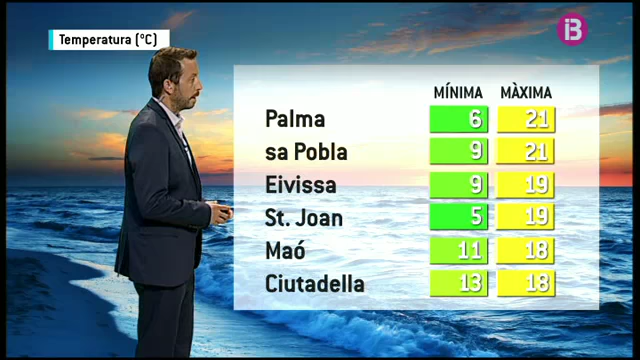 Temperatura (ºC)
MÍNIMA MÀXIMA
Palma 6 21
sa Pobla 9 21
Eivissa 9 19
St. Joan 5 19
Maó 11 18
Ciutadella 13 18